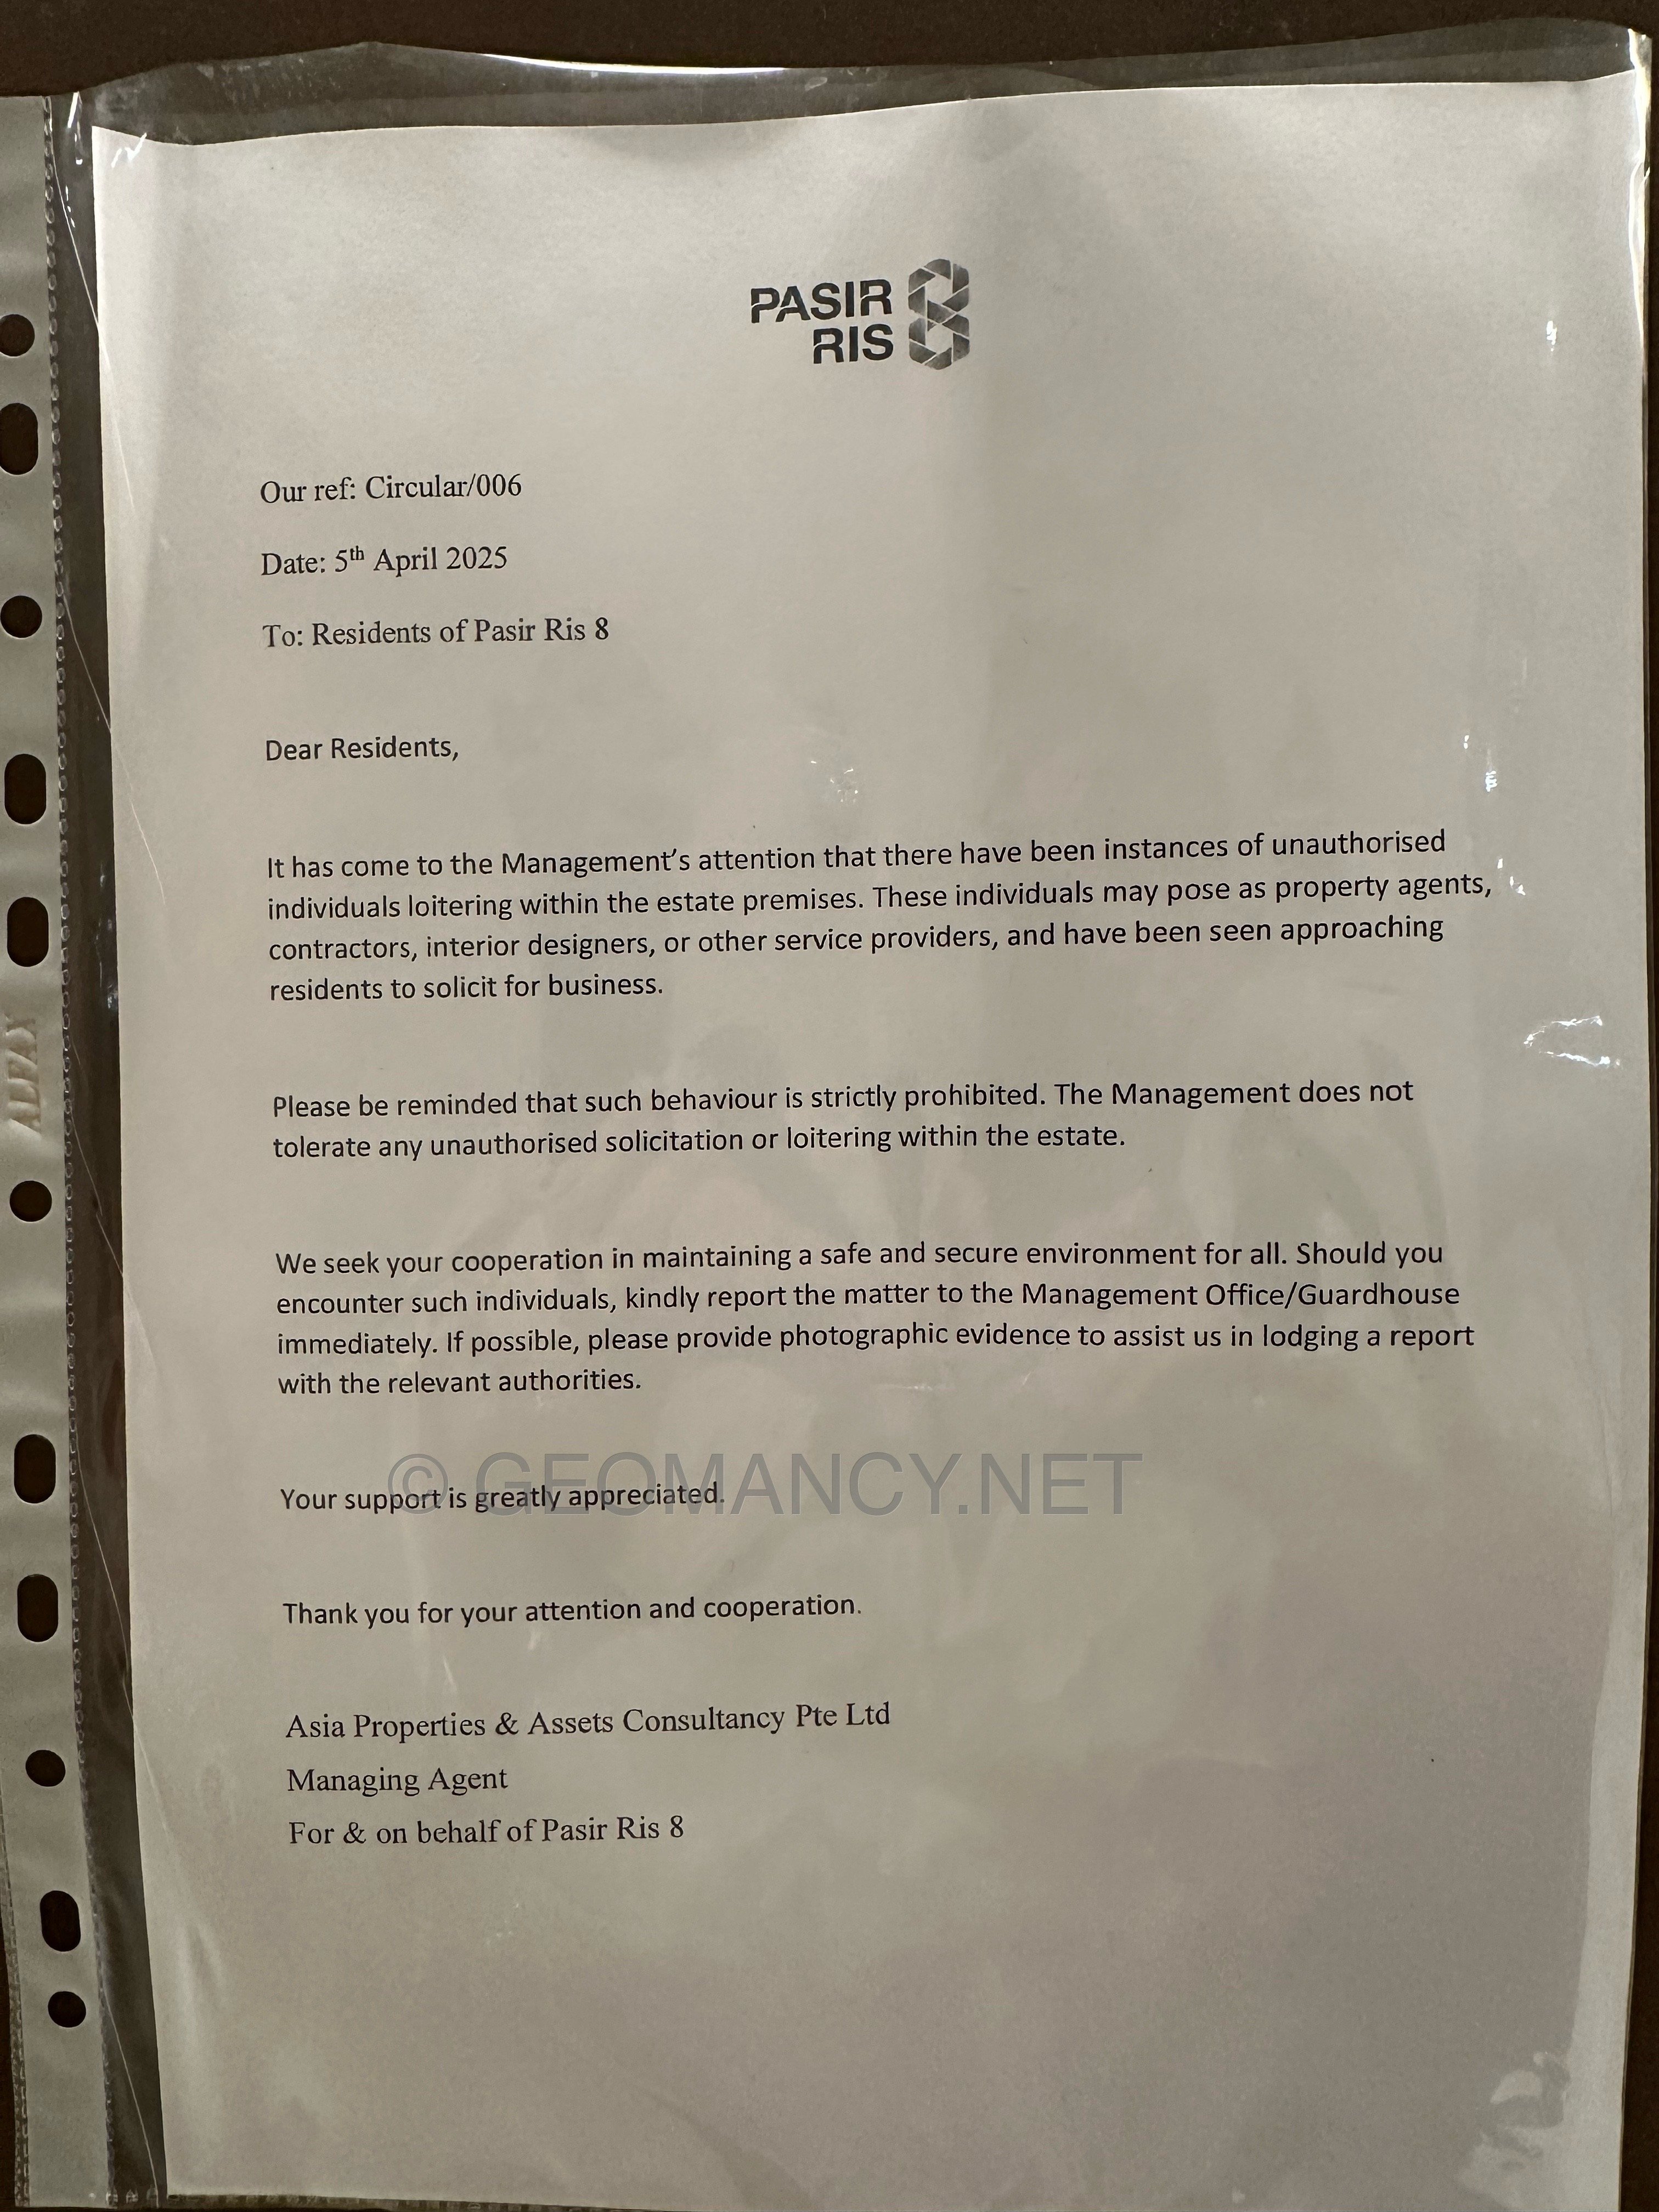 PASIR
RIS 8
Our ref: Circular/006
Date: 5th April 2025
To: Residents of Pasir Ris 8
Dear Residents,
It has come to the Management’s attention that there have been instances of unauthorised
individuals loitering within the estate premises. These individuals may pose as property agents,
contractors, interior designers, or other service providers, and have been seen approaching
residents to solicit for business.
Please be reminded that such behaviour is strictly prohibited. The Management does not
tolerate any unauthorised solicitation or loitering within the estate.
We seek your cooperation in maintaining a safe and secure environment for all. Should you
encounter such individuals, kindly report the matter to the Management Office/Guardhouse
immediately. If possible, please provide photographic evidence to assist us in lodging a report
with the relevant authorities.
Your support is greatly appreciated.
© GEOMANCY.NET
Thank you for your attention and cooperation.
Asia Properties & Assets Consultancy Pte Ltd
Managing Agent
For & on behalf of Pasir Ris 8
ALFAX